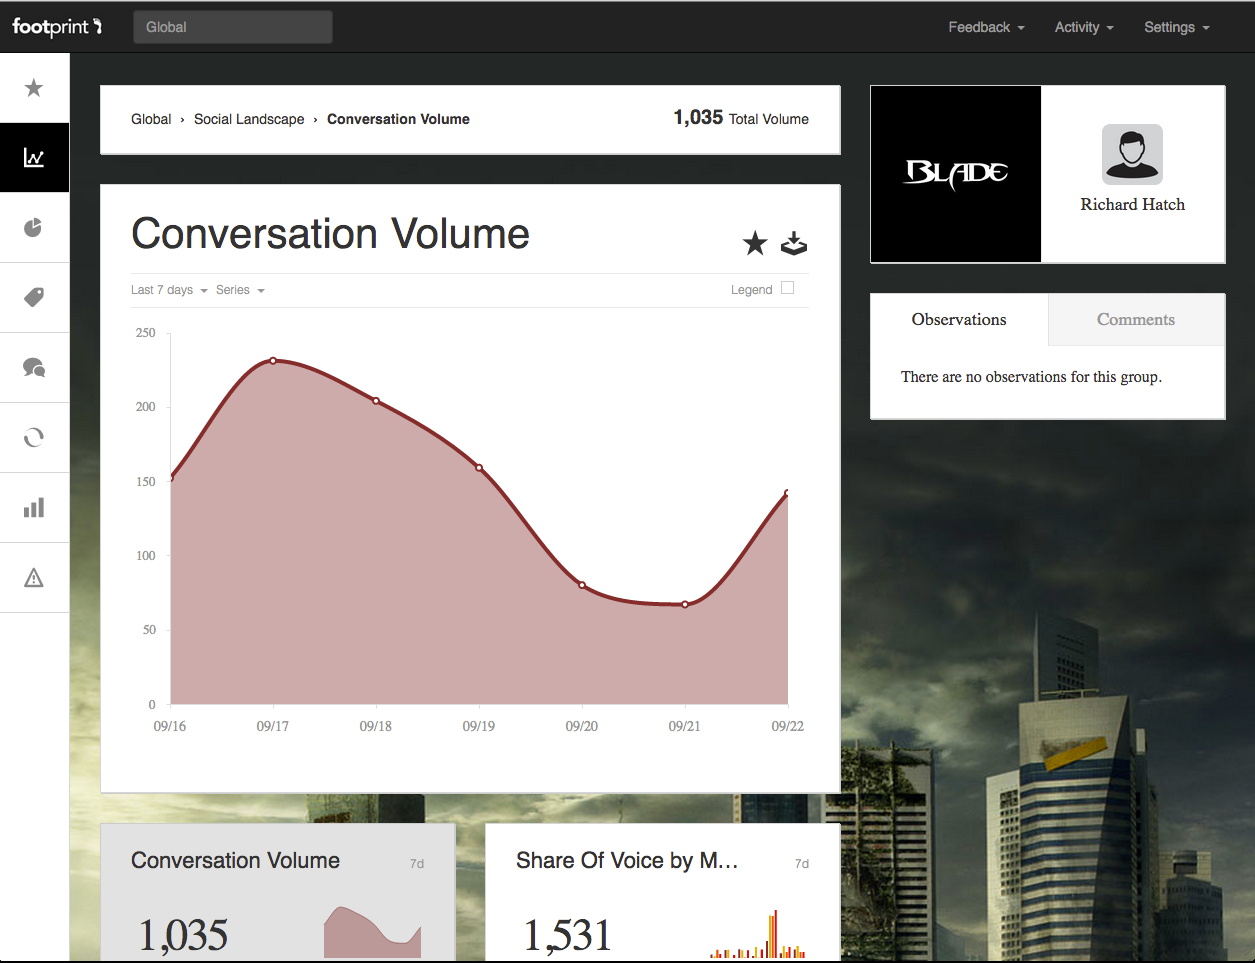 footprint
Global
Feedback
Activity
Settings
Global › Social Landscape › Conversation Volume
1,035 Total Volume
BLADE
Richard Hatch
Conversation Volume
Last 7 days
Series
Legend
250
200
150
100
50
0
09/16
09/17
09/18
09/19
09/20
09/21
09/22
Observations
Comments
There are no observations for this group.
Conversation Volume
7d
1,035
Share Of Voice by M...
7d
1,531